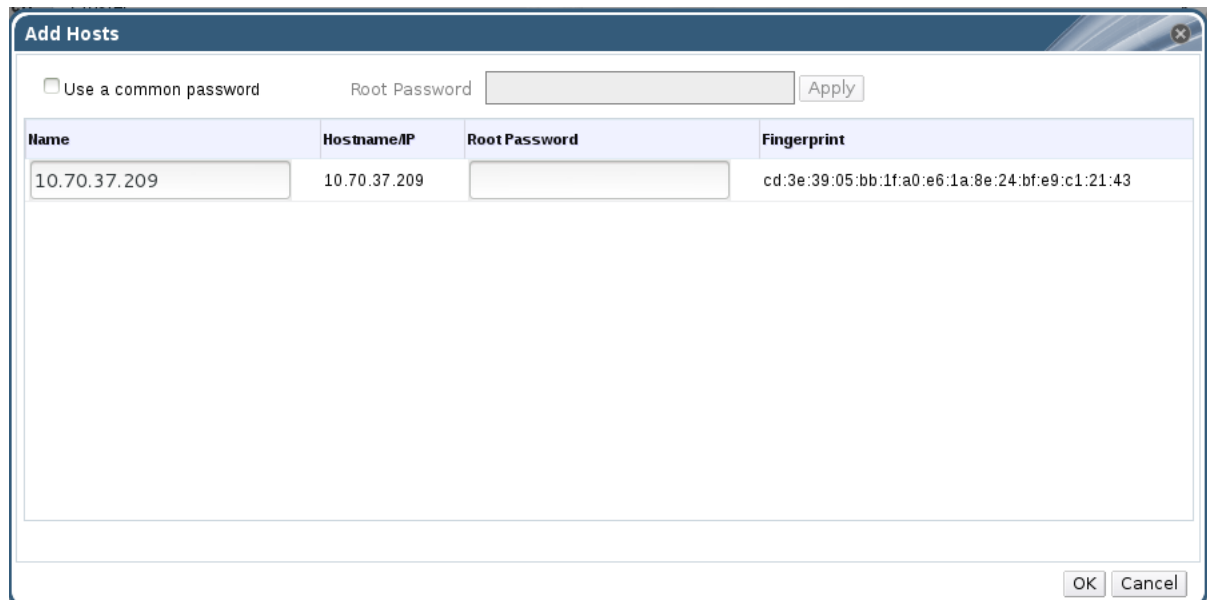 Add Hosts
Use a common password Root Password Apply
Name Hostname/IP Root Password Fingerprint
10.70.37.209 10.70.37.209 cd:3e:39:05:bb:1f:a0:e6:1a:8e:24:bf:e9:c1:21:43
OK Cancel